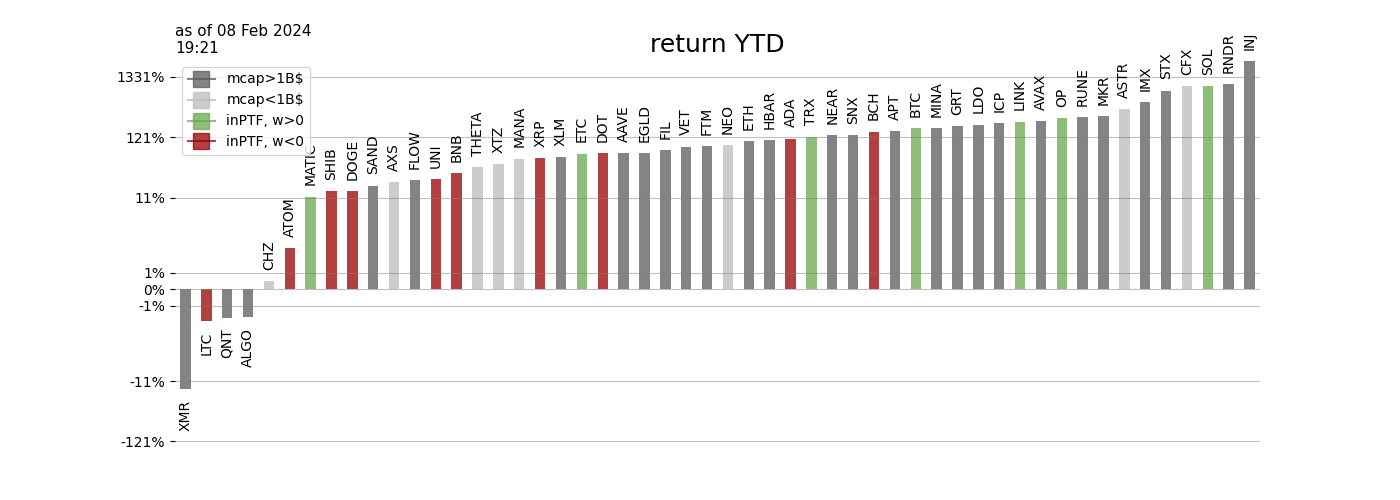 as of 08 Feb 2024
19:21
return YTD
mcap>1B$
mcap<1B$
inPTF, w>0
inPTF, w<0
1331%
121%
11%
1%
0%
-1%
-11%
-121%
XMR
LTC
QNT
ALGO
CHZ
ATOM
MATIC
SHIB
DOGE
SAND
AXS
FLOW
UNI
BNB
THETA
XTZ
MANA
XRP
XLM
ETC
DOT
AAVE
EGLD
FIL
VET
FTM
NEO
ETH
HBAR
ADA
TRX
NEAR
SNX
BCH
APT
BTC
MINA
GRT
LDO
ICP
LINK
AVAX
OP
RUNE
MKR
ASTR
IMX
STX
CFX
SOL
RNDR
INJ